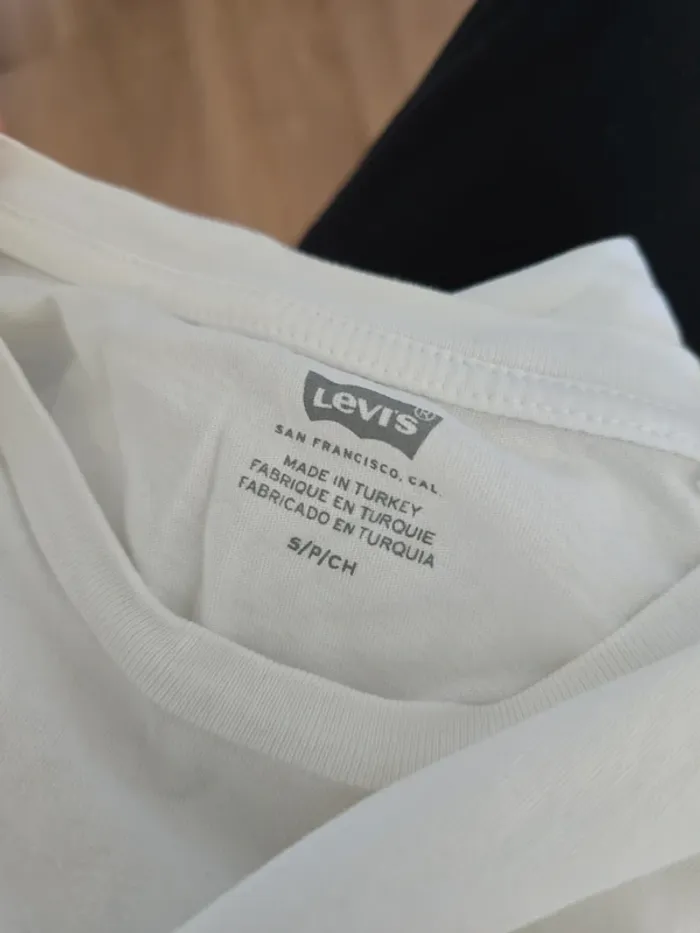 Levi's®
SAN FRANCISCO, CAL
MADE IN TURKEY
FABRIQUE EN TURQUIE
FABRICADO EN TURQUIA
S/P/CH